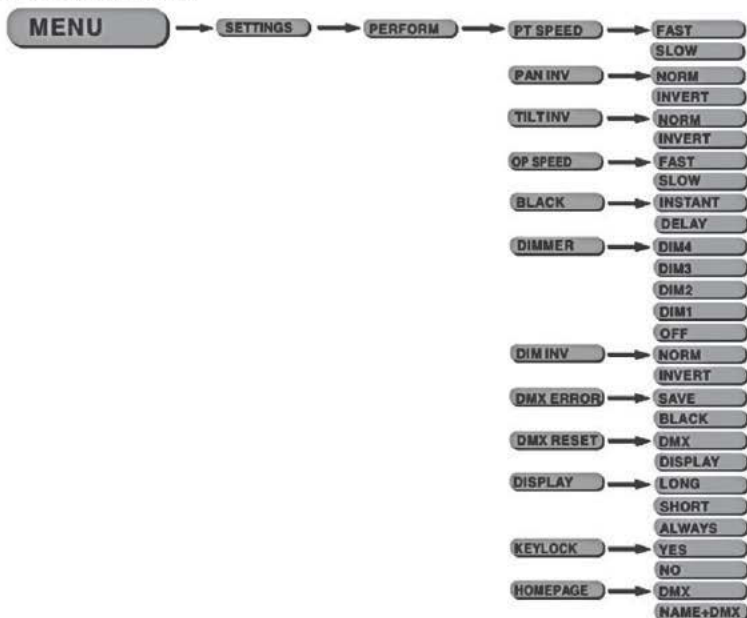 MENU SETTINGS PERFORM PT SPEED FAST
SLOW
PAN INV NORM
INVERT
TILT INV NORM
INVERT
OP SPEED FAST
SLOW
BLACK INSTANT
DELAY
DIMMER DIM4
DIM3
DIM2
DIM1
OFF
DIM INV NORM
INVERT
DMX ERROR SAVE
BLACK
DMX RESET DMX
DISPLAY
DISPLAY LONG
SHORT
ALWAYS
KEYLOCK YES
NO
HOMEPAGE DMX
NAME+DMX